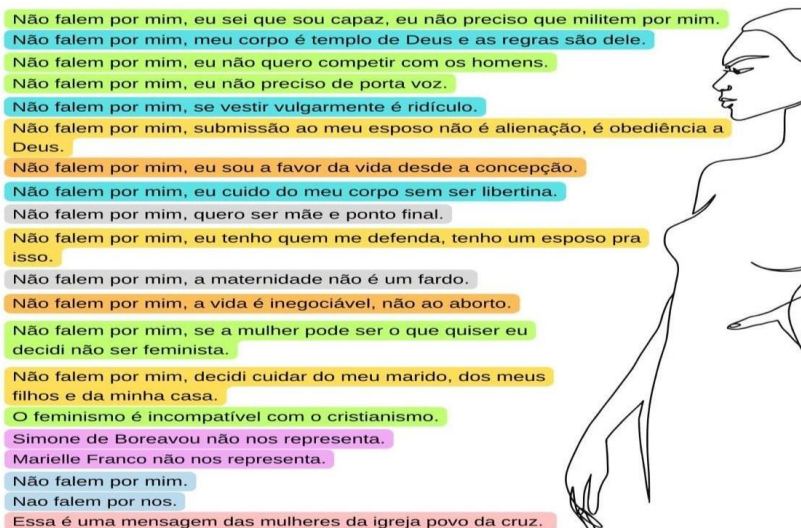 Não falem por mim, eu sei que sou capaz, eu não preciso que militem por mim.
Não falem por mim, meu corpo é templo de Deus e as regras são dele.
Não falem por mim, eu não quero competir com os homens.
Não falem por mim, eu não preciso de porta voz.
Não falem por mim, se vestir vulgarmente é ridículo.
Não falem por mim, submissão ao meu esposo não é alienação, é obediência a
Deus.
Não falem por mim, eu sou a favor da vida desde a concepção.
Não falem por mim, eu cuido do meu corpo sem ser libertina.
Não falem por mim, quero ser mãe e ponto final.
Não falem por mim, eu tenho quem me defenda, tenho um esposo pra
isso.
Não falem por mim, a maternidade não é um fardo.
Não falem por mim, a vida é inegociável, não ao aborto.
Não falem por mim, se a mulher pode ser o que quiser eu
decidi não ser feminista.
Não falem por mim, decidi cuidar do meu marido, dos meus
filhos e da minha casa.
O feminismo é incompatível com o cristianismo.
Simone de Boreavou não nos representa.
Marielle Franco não nos representa.
Não falem por mim.
Nao falem por nos.
Essa é uma mensagem das mulheres da igreja povo da cruz.